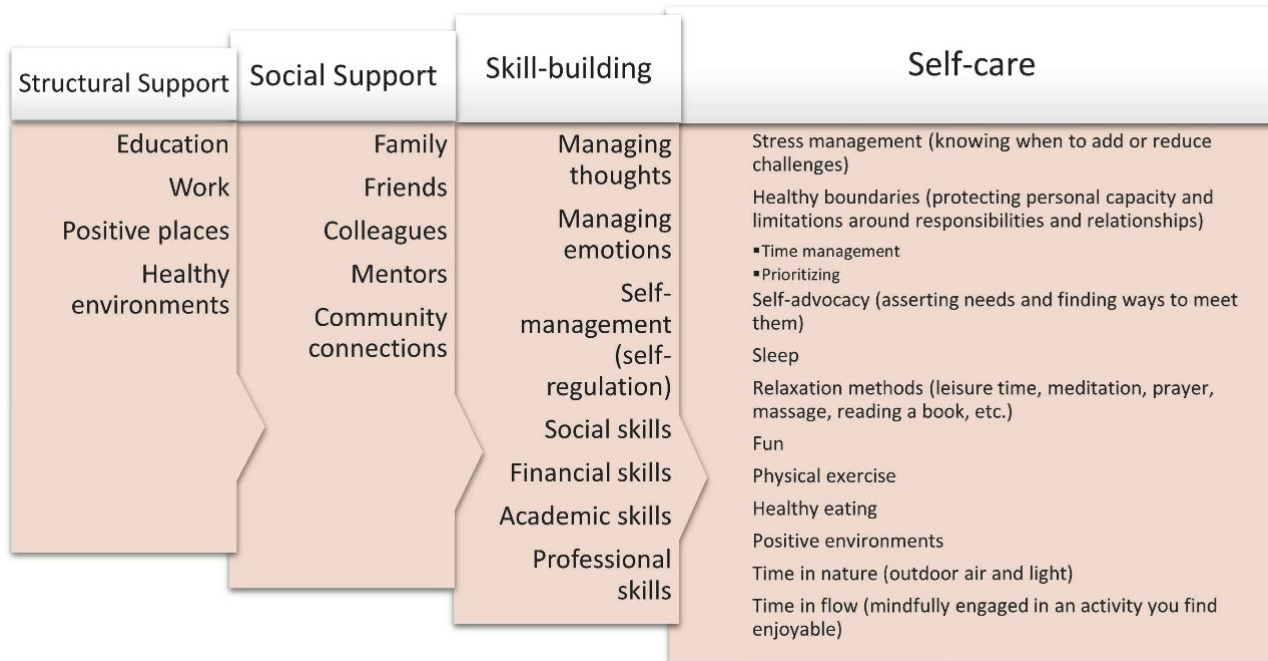 Structural Support
Education
Work
Positive places
Healthy
environments
Social Support
Family
Friends
Colleagues
Mentors
Community
connections
Skill-building
Managing
thoughts
Managing
emotions
Self-
management
(self-
regulation)
Social skills
Financial skills
Academic skills
Professional
skills
Self-care
Stress management (knowing when to add or reduce
challenges)
Healthy boundaries (protecting personal capacity and
limitations around responsibilities and relationships)
▪Time management
▪Prioritizing
Self-advocacy (asserting needs and finding ways to meet
them)
Sleep
Relaxation methods (leisure time, meditation, prayer,
massage, reading a book, etc.)
Fun
Physical exercise
Healthy eating
Positive environments
Time in nature (outdoor air and light)
Time in flow (mindfully engaged in an activity you find
enjoyable)